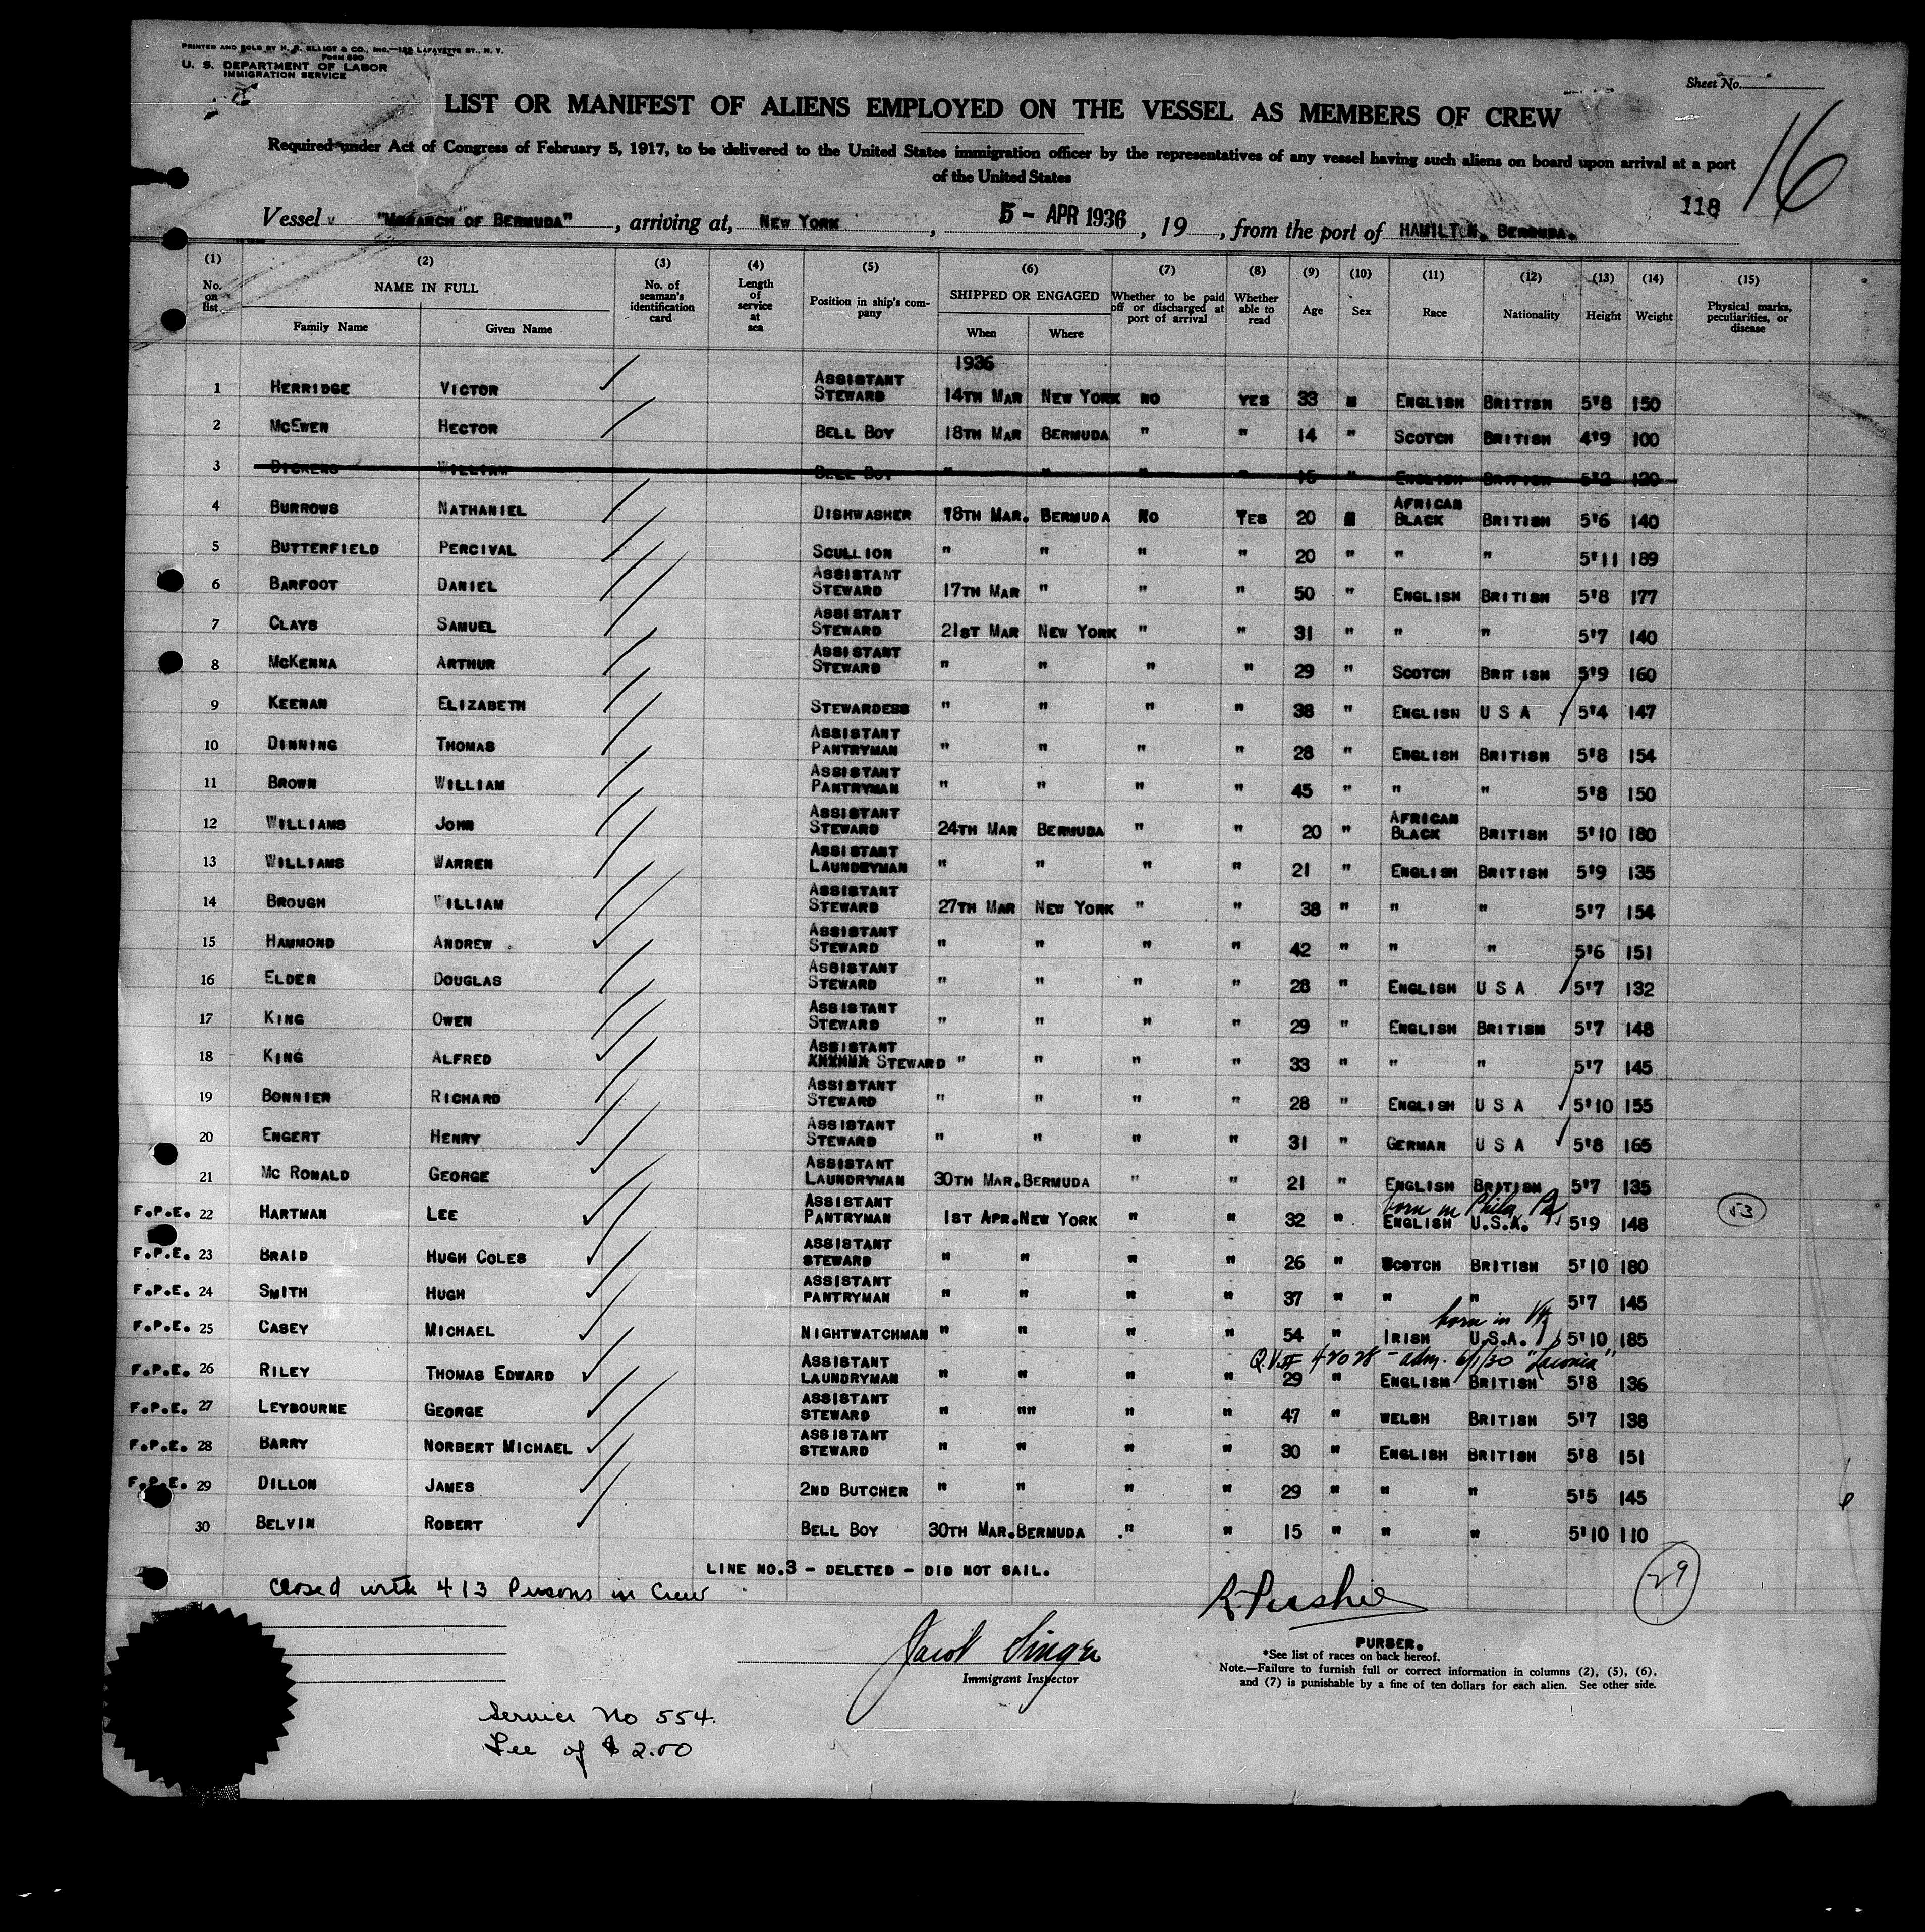 PRINTED AND SOLD BY H. R. ELLIOT & CO., INC.—122 LAFAYETTE ST., N. Y.
FORM 680
U. S. DEPARTMENT OF LABOR
IMMIGRATION SERVICE
Sheet No.
LIST OR MANIFEST OF ALIENS EMPLOYED ON THE VESSEL AS MEMBERS OF CREW
16
Required under Act of Congress of February 5, 1917, to be delivered to the United States immigration officer by the representatives of any vessel having such aliens on board upon arrival at a port
of the United States
118
Vessel "MONARCH OF BERMUDA", arriving at, NEW YORK, 5 - APR 1936, 19 , from the port of HAMILTON, BERMUDA.
(1) (2) (3) (4) (5) (6) (7) (8) (9) (10) (11) (12) (13) (14) (15)
No. on list NAME IN FULL No. of seaman's identification card Length of service at sea Position in ship's company SHIPPED OR ENGAGED Whether to be paid off or discharged at port of arrival Whether able to read Age Sex Race Nationality Height Weight Physical marks, peculiarities, or disease
Family Name Given Name When Where
1936
1 HERRIDGE VICTOR ASSISTANT STEWARD 14TH MAR NEW YORK NO YES 33 M ENGLISH BRITISH 5'8 150
2 MCEWEN HECTOR BELL BOY 18TH MAR BERMUDA " " 14 " SCOTCH BRITISH 4'9 100
3 DICKENS WILLIAM BELL BOY " " " " 15 " ENGLISH BRITISH 5'2 120
4 BURROWS NATHANIEL DISHWASHER 18TH MAR. BERMUDA NO YES 20 M AFRICAN BLACK BRITISH 5'6 140
5 BUTTERFIELD PERCIVAL SCULLION " " " " 20 " " " 5'11 189
6 BARFOOT DANIEL ASSISTANT STEWARD 17TH MAR " " " 50 " ENGLISH BRITISH 5'8 177
7 CLAYS SAMUEL ASSISTANT STEWARD 21ST MAR NEW YORK " " 31 " " " 5'7 140
8 MCKENNA ARTHUR ASSISTANT STEWARD " " " " 29 " SCOTCH BRITISH 5'9 160
9 KEENAN ELIZABETH STEWARDESS " " " " 38 " ENGLISH U S A 5'4 147
10 DINNING THOMAS ASSISTANT PANTRYMAN " " " " 28 " ENGLISH BRITISH 5'8 154
11 BROWN WILLIAM ASSISTANT PANTRYMAN " " " " 45 " " " 5'8 150
12 WILLIAMS JOHN ASSISTANT STEWARD 24TH MAR BERMUDA " " 20 " AFRICAN BLACK BRITISH 5'10 180
13 WILLIAMS WARREN ASSISTANT LAUNDRYMAN " " " " 21 " ENGLISH BRITISH 5'9 135
14 BROUGH WILLIAM ASSISTANT STEWARD 27TH MAR NEW YORK " " 38 " " " 5'7 154
15 HAMMOND ANDREW . ASSISTANT STEWARD " " " " 42 " " " 5'6 151
16 ELDER DOUGLAS ASSISTANT STEWARD " " " " 28 " ENGLISH U S A 5'7 132
17 KING OWEN ASSISTANT STEWARD " " " " 29 " ENGLISH BRITISH 5'7 148
18 KING ALFRED ASSISTANT XXXXXX STEWARD " " " " 33 " " " 5'7 145
19 BONNIER RICHARD ASSISTANT STEWARD " " " " 28 " ENGLISH U S A 5'10 155
20 ENGERT HENRY ASSISTANT STEWARD " " " " 31 " GERMAN U S A 5'8 165
21 MC RONALD GEORGE ASSISTANT LAUNDRYMAN 30TH MAR. BERMUDA " " 21 " ENGLISH BRITISH 5'7 135
born in Phila, Pa
F.P.E. 22 HARTMAN LEE ASSISTANT PANTRYMAN 1ST APR. NEW YORK " " 32 " ENGLISH U.S.A. 5'9 148 53
F.P.E. 23 BRAID HUGH COLES ASSISTANT STEWARD " " " " 26 " SCOTCH BRITISH 5'10 180
F.P.E. 24 SMITH HUGH ASSISTANT PANTRYMAN " " " " 37 " " " 5'7 145
born in
F.P.E. 25 CASEY MICHAEL NIGHTWATCHMAN " " " " 54 " IRISH U.S.A. 5'10 185
Q.V.# 42028 - adm. 6/1/30 "Laconia"
F.P.E. 26 RILEY THOMAS EDWARD ASSISTANT LAUNDRYMAN " " " " 29 " ENGLISH BRITISH 5'8 136
F.P.E. 27 LEYBOURNE GEORGE ASSISTANT STEWARD " "" " " 47 " WELSH BRITISH 5'7 138
F.P.E. 28 BARRY NORBERT MICHAEL ASSISTANT STEWARD " " " " 30 " ENGLISH BRITISH 5'8 151
F.P.E. 29 DILLON JAMES 2ND BUTCHER " " " " 29 " " " 5'5 145
30 BELVIN ROBERT BELL BOY 30TH MAR. BERMUDA ." " 15 " " " 5'10 110
LINE NO.3 - DELETED - DID NOT SAIL.
Closed with 413 Persons in Crew
29
PURSER.
Jacob Singer
Immigrant Inspector
*See list of races on back hereof.
Note.—Failure to furnish full or correct information in columns (2), (5), (6),
and (7) is punishable by a fine of ten dollars for each alien. See other side.
Service No 554.
Fee of $ 2.00